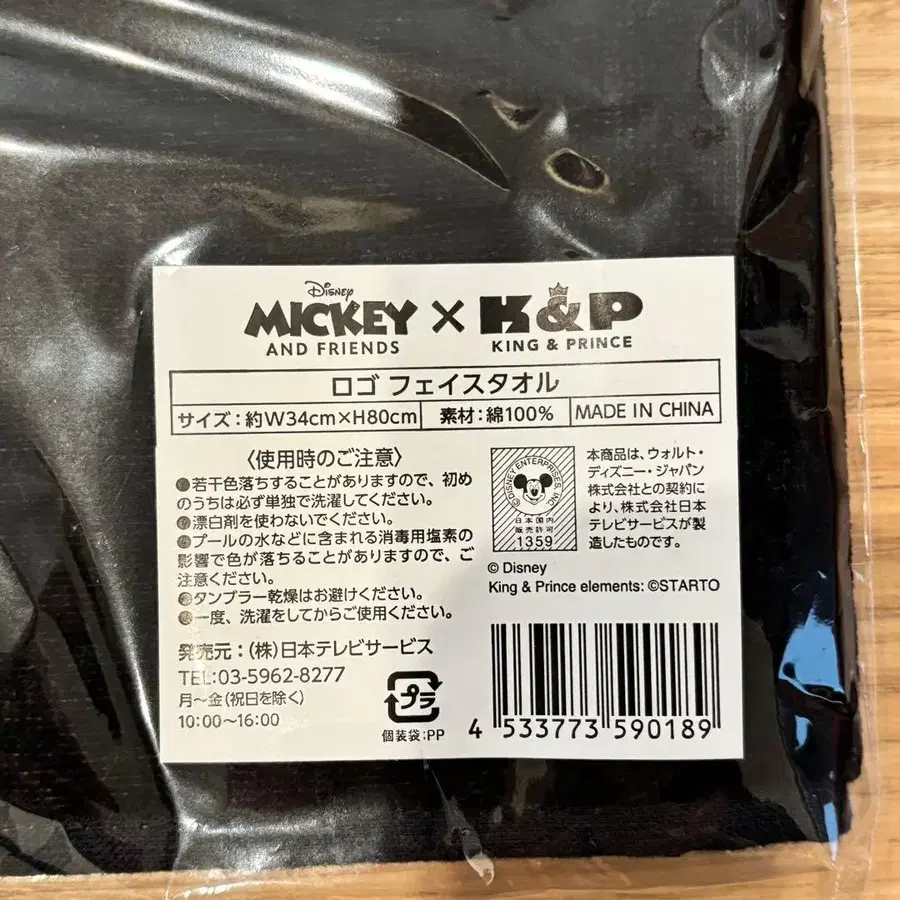 Disney
MICKEY × K&P
AND FRIENDS KING & PRINCE
ロゴ フェイスタオル
サイズ：約W34cm×H80cm 素材：綿100% MADE IN CHINA
〈使用時のご注意〉
●若干色落ちすることがありますので、初め
のうちは必ず単独で洗濯してください。
●漂白剤を使わないでください。
●プールの水などに含まれる消毒用塩素の
影響で色が落ちることがありますので、ご
注意ください。
●タンブラー乾燥はお避けください。
●一度、洗濯をしてからご使用ください。
発売元：（株）日本テレビサービス
TEL:03-5962-8277
月～金（祝日を除く）
10:00～16:00
プラ
個装袋：PP
© DISNEY ENTERPRISES INC
日本国内
販売許可
1359
本商品は、ウォルト・
ディズニー・ジャパン
株式会社との契約に
より、株式会社日本
テレビサービスが製
造したものです。
© Disney
King & Prince elements: ©STARTO
4 533773 590189